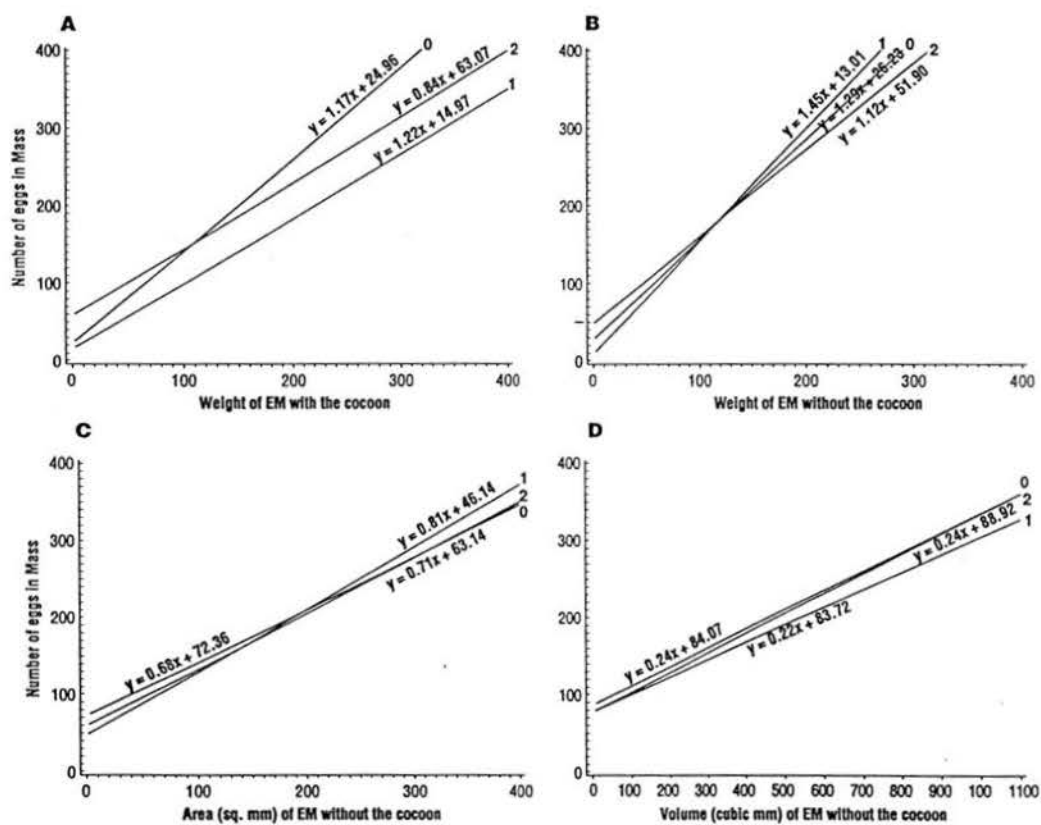 A
400
300
200
100
0
Number of eggs in Mass
0 100 200 300 400
Weight of EM with the cocoon
y = 1.17x + 24.96
0
y = 0.84x + 63.07
2
y = 1.22x + 14.97
1
B
400
300
200
100
0
0 100 200 300 400
Weight of EM without the cocoon
y = 1.45x + 13.01
1
y = 1.29x + 26.23
0
y = 1.12x + 51.90
2
C
400
300
200
100
0
Number of eggs in Mass
0 100 200 300 400
Area (sq. mm) of EM without the cocoon
y = 0.81x + 46.14
1
2
0
y = 0.71x + 63.14
y = 0.68x + 72.36
D
400
300
200
100
0
0 100 200 300 400 500 600 700 800 900 1000 1100
Volume (cubic mm) of EM without the cocoon
0
2
y = 0.24x + 88.92
1
y = 0.24x + 84.07
y = 0.22x + 83.72